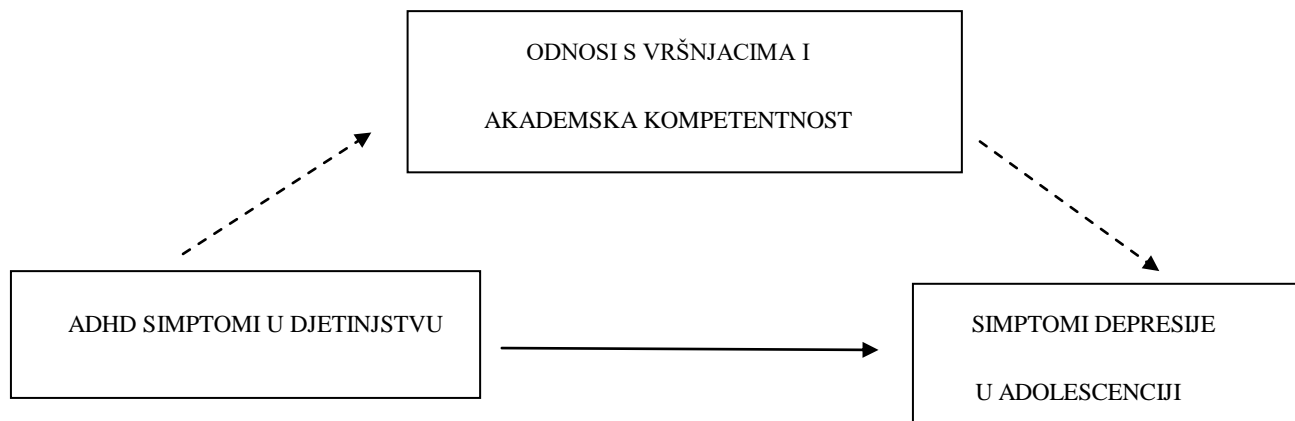 ODNOSI S VRŠNJACIMA I
AKADEMSKA KOMPETENTNOST
ADHD SIMPTOMI U DJETINJSTVU
SIMPTOMI DEPRESIJE
U ADOLESCENCIJI